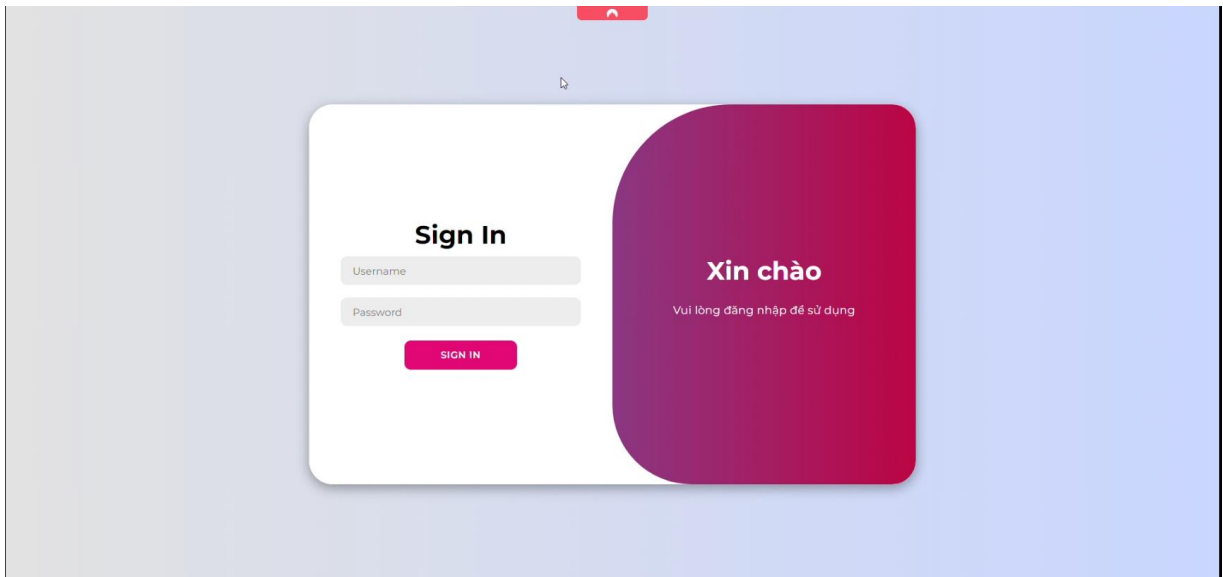 Sign In
Username
Password
SIGN IN
Xin chào
Vui lòng đăng nhập để sử dụng